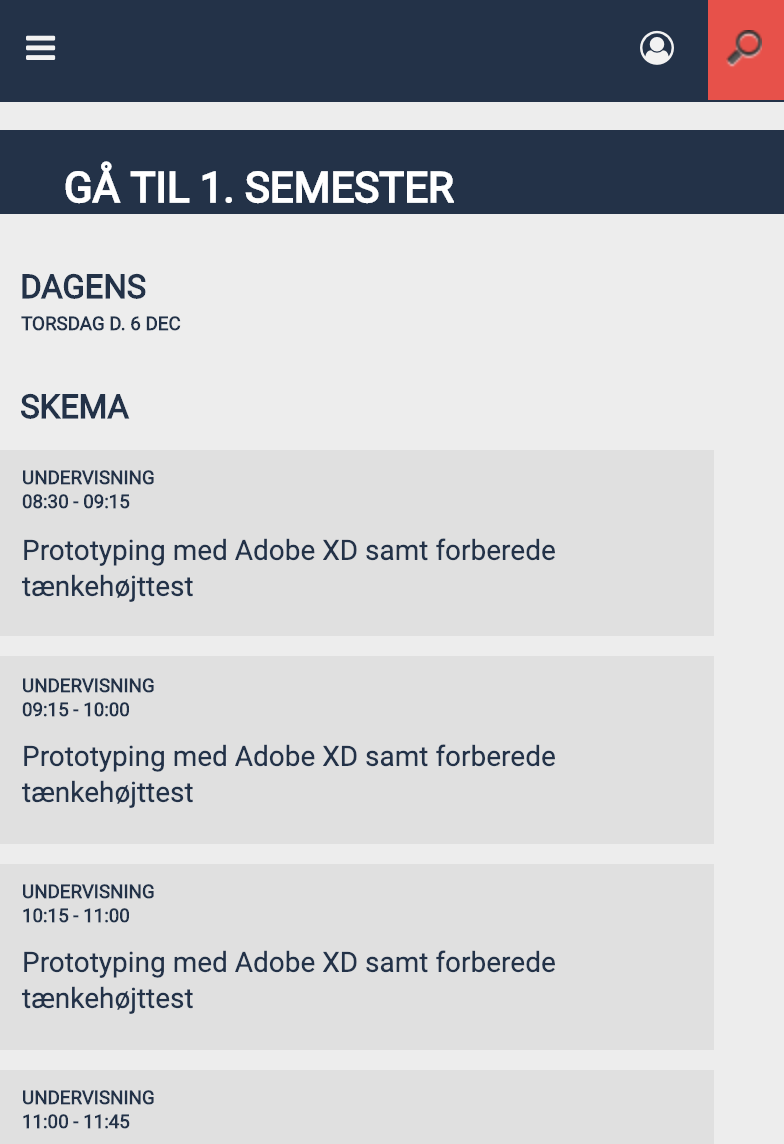 GÅ TIL 1. SEMESTER
DAGENS
TORSDAG D. 6 DEC
SKEMA
UNDERVISNING
08:30 - 09:15
Prototyping med Adobe XD samt forberede
tænkehøjttest
UNDERVISNING
09:15 - 10:00
Prototyping med Adobe XD samt forberede
tænkehøjttest
UNDERVISNING
10:15 - 11:00
Prototyping med Adobe XD samt forberede
tænkehøjttest
UNDERVISNING
11:00 - 11:45